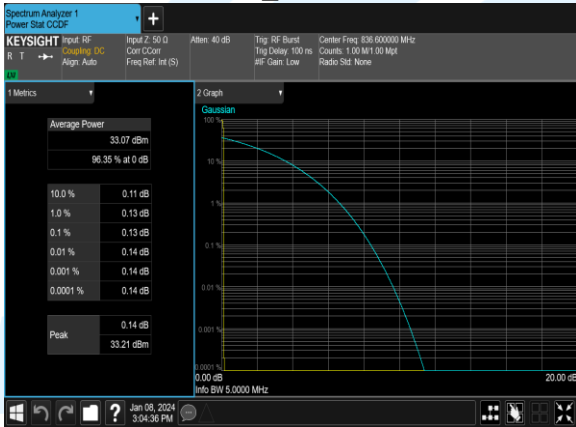 Spectrum Analyzer 1
Power Stat CCDF
+
KEYSIGHT
R T
LXI
Input: RF
Coupling: DC
Align: Auto
Input Z: 50 Ω
Corr CCorr
Freq Ref: Int (S)
Atten: 40 dB
Trig: RF Burst
Trig Delay: 100 ns
#IF Gain: Low
Center Freq: 836.600000 MHz
Counts: 1.00 M/1.00 Mpt
Radio Std: None
1 Metrics
Average Power
33.07 dBm
96.35 % at 0 dB
10.0 % 0.11 dB
1.0 % 0.13 dB
0.1 % 0.13 dB
0.01 % 0.14 dB
0.001 % 0.14 dB
0.0001 % 0.14 dB
Peak 0.14 dB
33.21 dBm
2 Graph
Gaussian
100 %
10 %
1 %
0.1 %
0.01 %
0.001 %
0.0001 %
0.00 dB 20.00 dB
Info BW 5.0000 MHz
?
Jan 08, 2024
3:04:36 PM